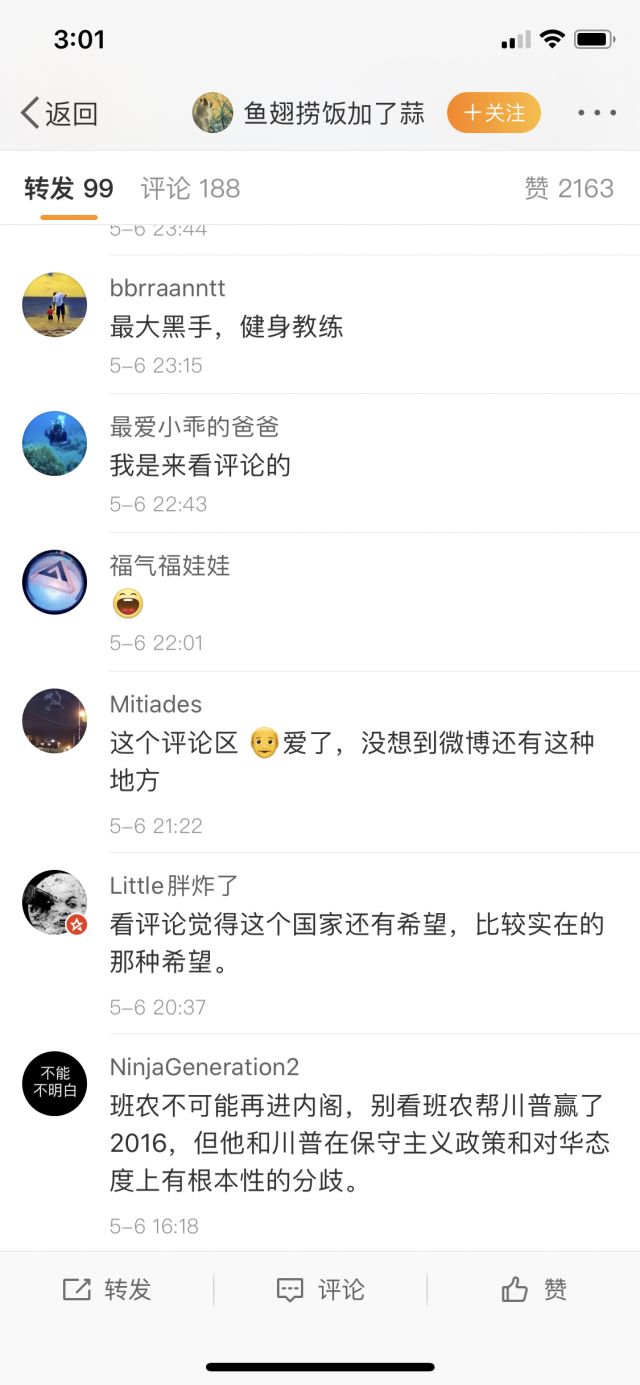 3:01
返回
鱼翅捞饭加了蒜
+关注
转发 99
评论 188
赞 2163
5-6 23:44
bbrraanntt
最大黑手，健身教练
5-6 23:15
最爱小乖的爸爸
我是来看评论的
5-6 22:43
福气福娃娃
5-6 22:01
Mitiades
这个评论区 👴爱了，没想到微博还有这种
地方
5-6 21:22
Little胖炸了
看评论觉得这个国家还有希望，比较实在的
那种希望。
5-6 20:37
不能
不明白
NinjaGeneration2
班农不可能再进内阁，别看班农帮川普赢了
2016，但他和川普在保守主义政策和对华态
度上有根本性的分歧。
5-6 16:18
转发
评论
赞